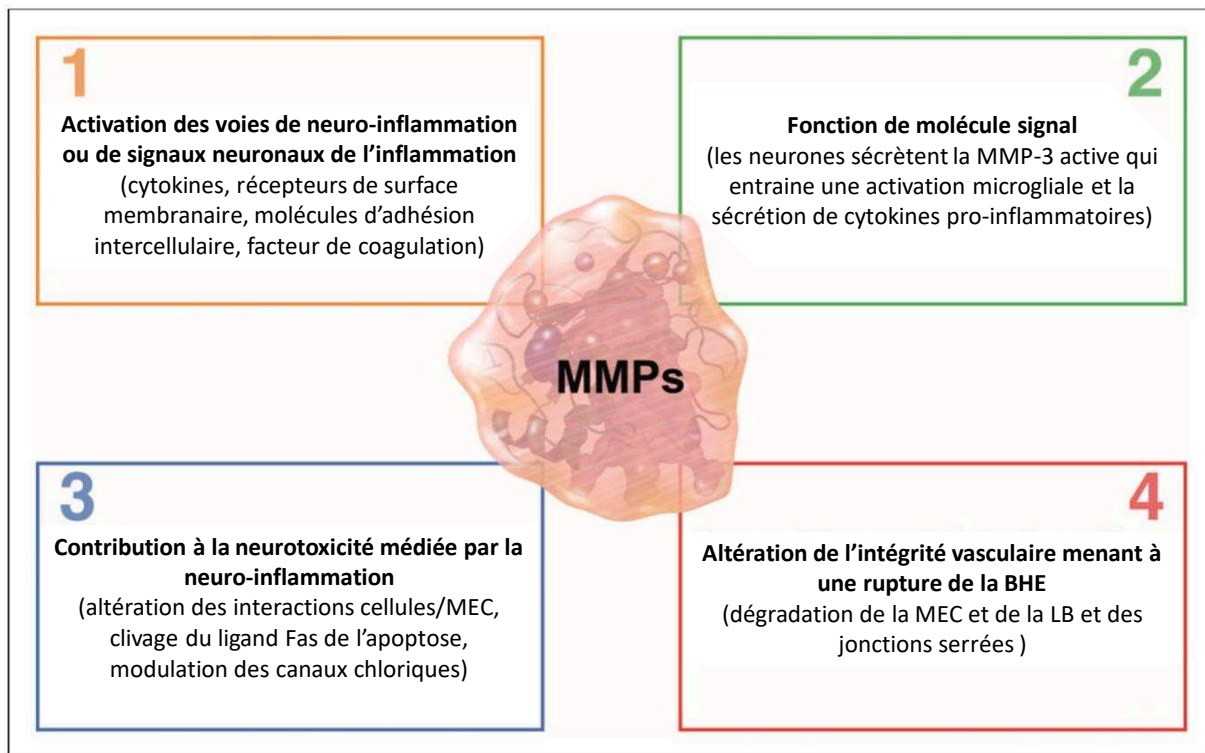 1
Activation des voies de neuro-inflammation
ou de signaux neuronaux de l’inflammation
(cytokines, récepteurs de surface
membranaire, molécules d’adhésion
intercellulaire, facteur de coagulation)
2
Fonction de molécule signal
(les neurones sécrètent la MMP-3 active qui
entraine une activation microgliale et la
sécrétion de cytokines pro-inflammatoires)
MMPs
3
Contribution à la neurotoxicité médiée par la
neuro-inflammation
(altération des interactions cellules/MEC,
clivage du ligand Fas de l’apoptose,
modulation des canaux chloriques)
4
Altération de l’intégrité vasculaire menant à
une rupture de la BHE
(dégradation de la MEC et de la LB et des
jonctions serrées )